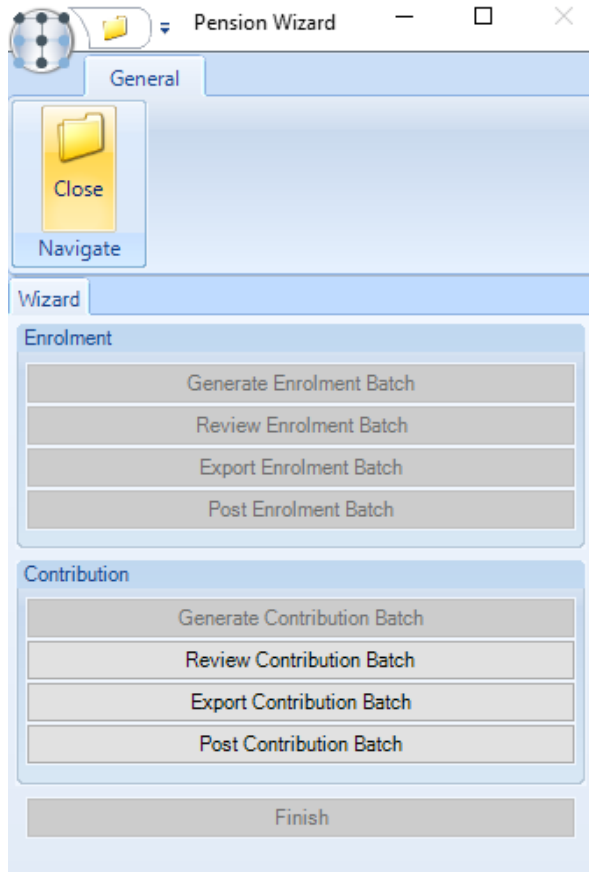 Pension Wizard
General
Close
Navigate
Wizard
Enrolment
Generate Enrolment Batch
Review Enrolment Batch
Export Enrolment Batch
Post Enrolment Batch
Contribution
Generate Contribution Batch
Review Contribution Batch
Export Contribution Batch
Post Contribution Batch
Finish